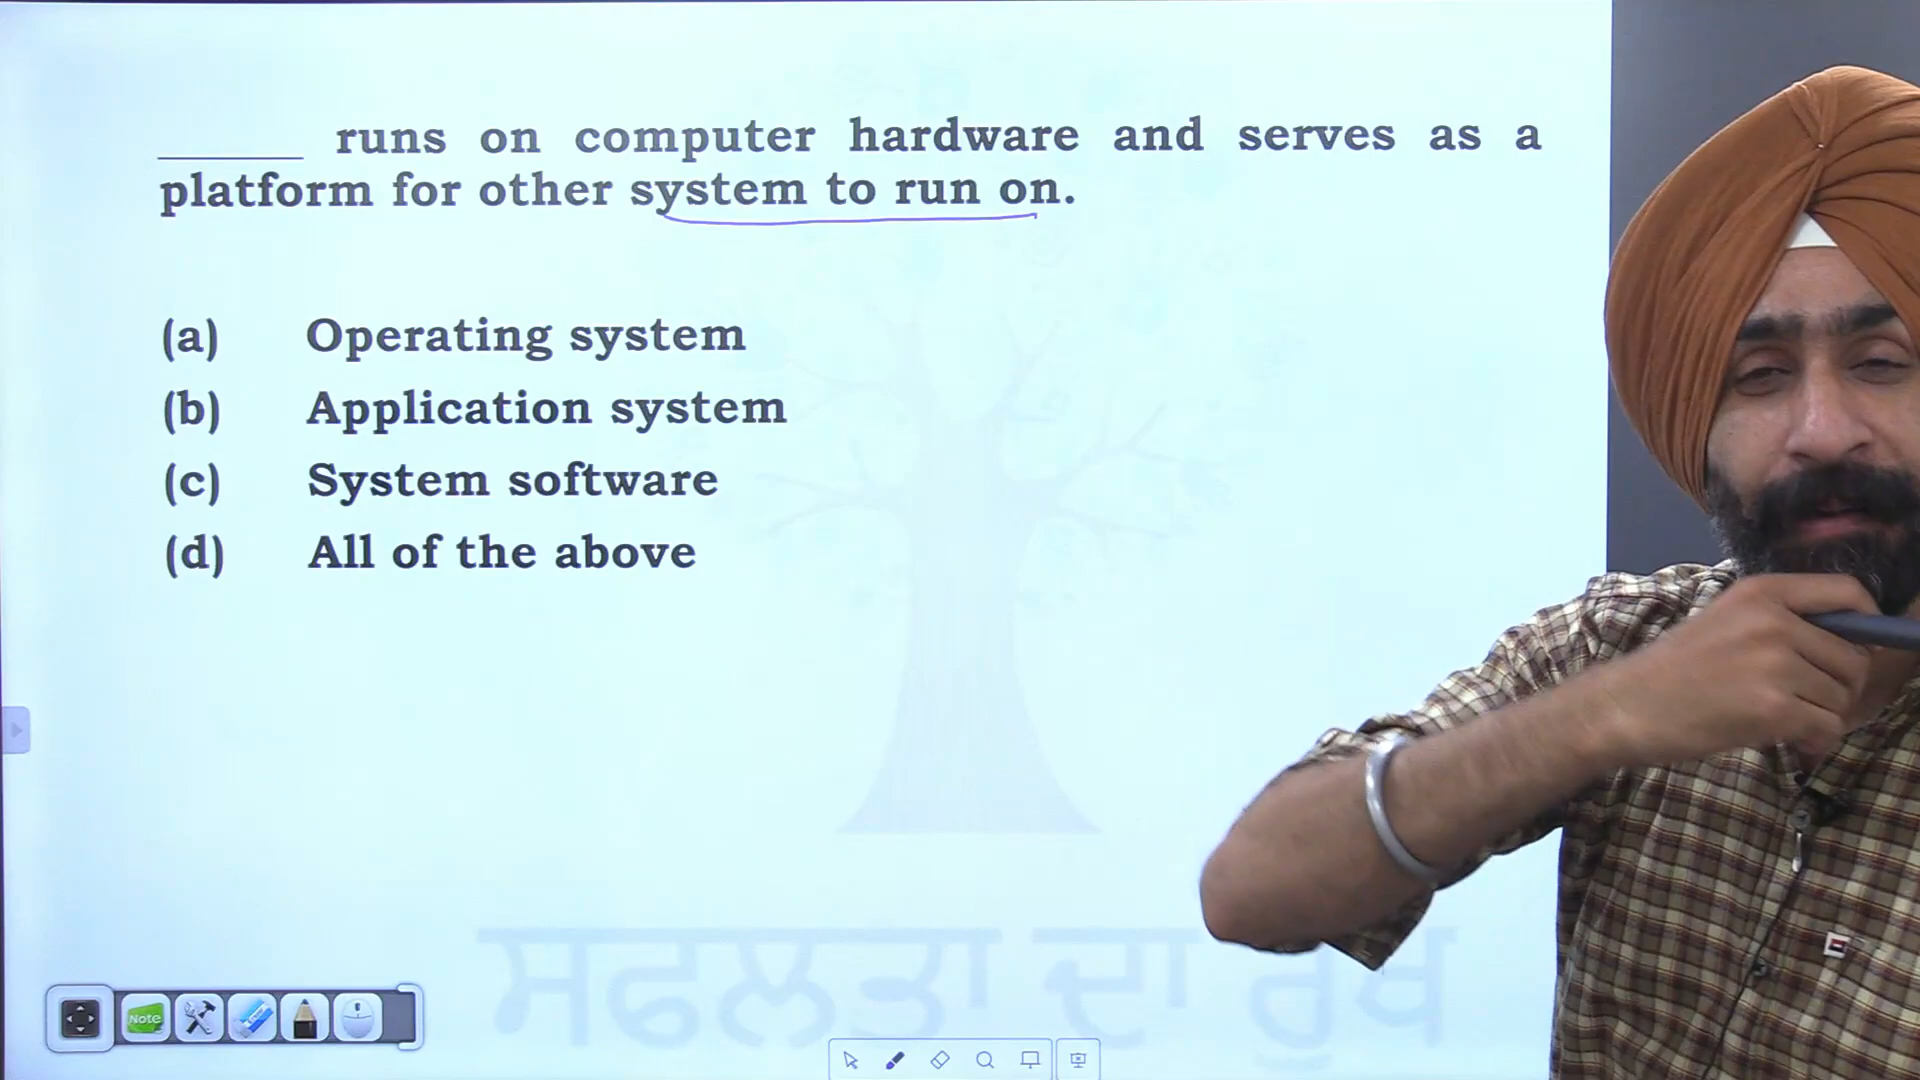 ______ runs on computer hardware and serves as a
platform for other system to run on.
(a) Operating system
(b) Application system
(c) System software
(d) All of the above
ਸਫਲਤਾ ਦਾ ਰੁੱਖ
Note